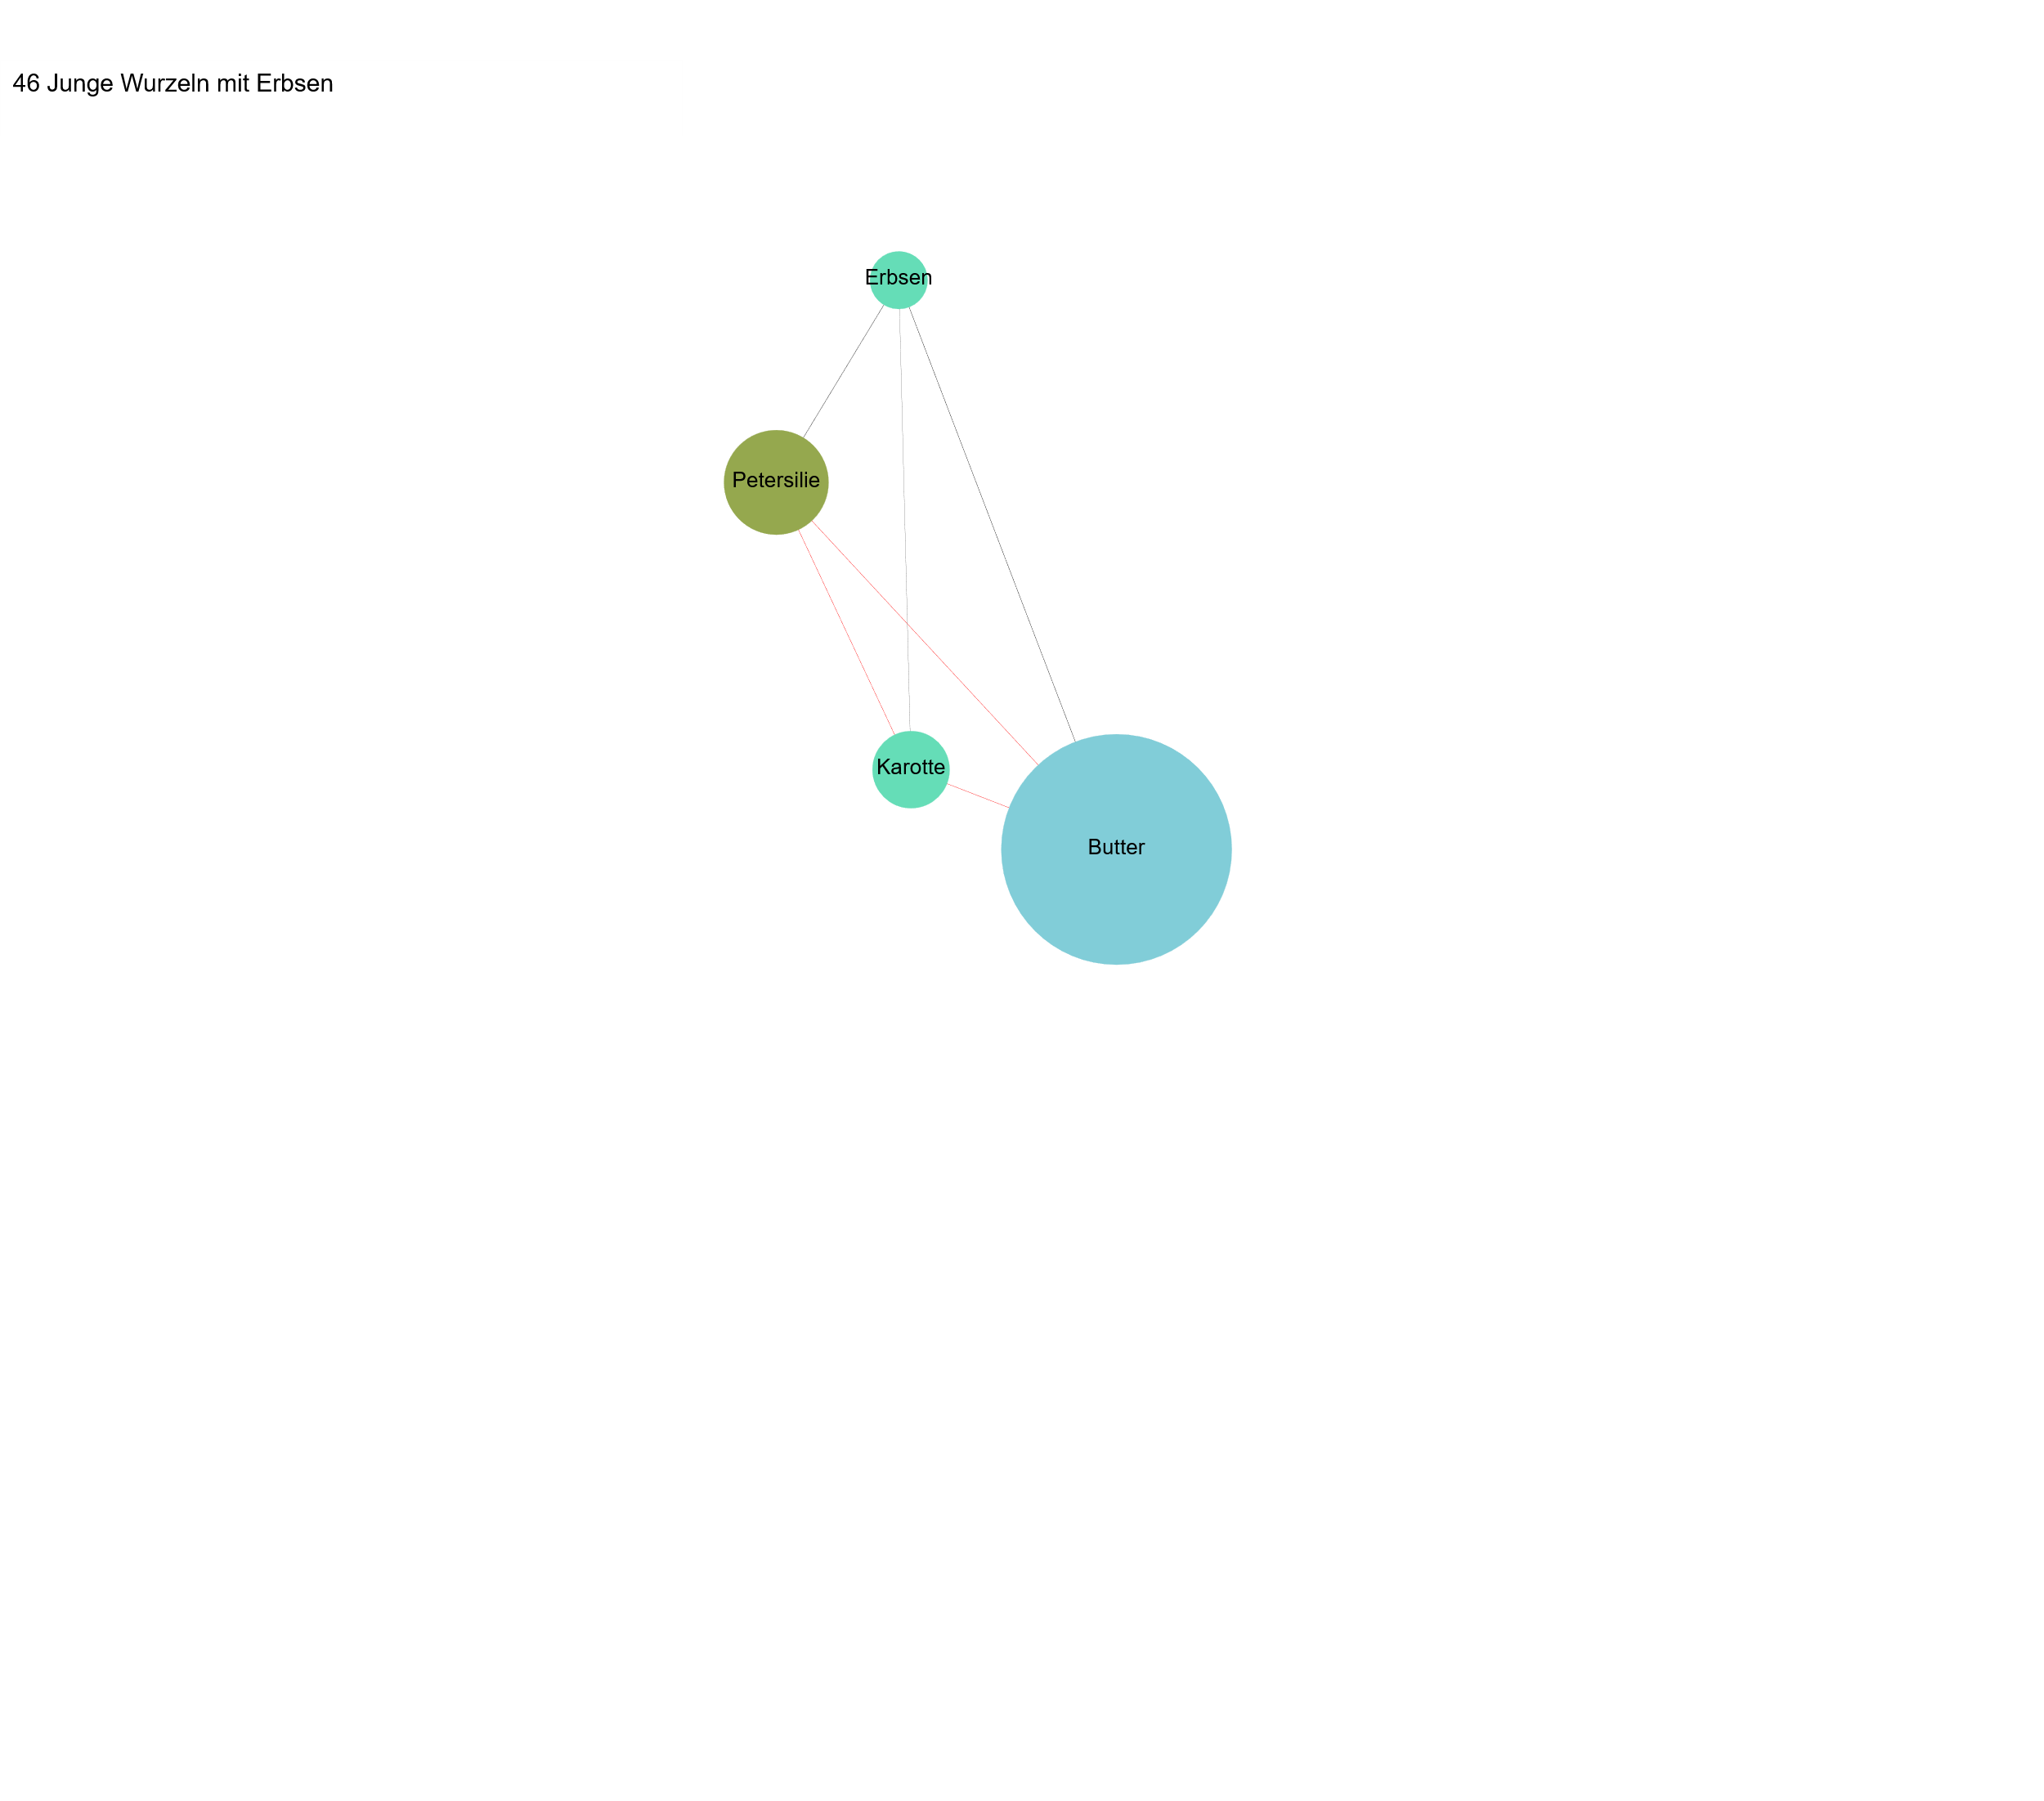 46 Junge Wurzeln mit Erbsen
Erbsen
Petersilie
Karotte
Butter